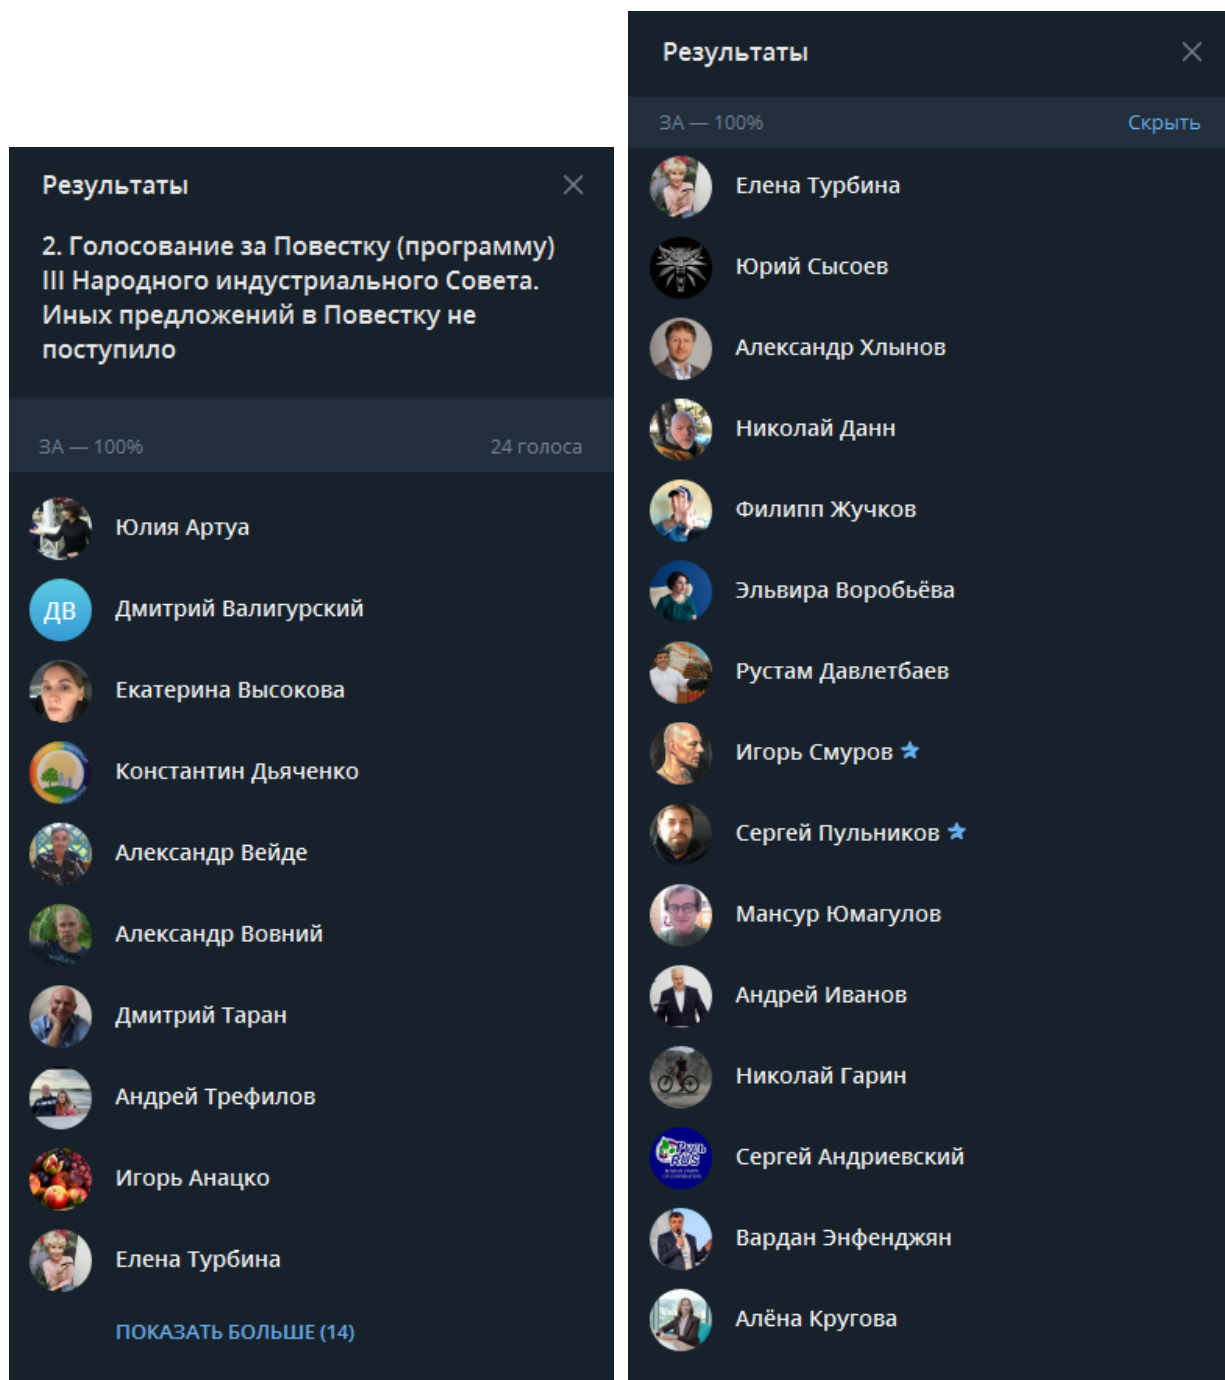 Результаты
2. Голосование за Повестку (программу)
III Народного индустриального Совета.
Иных предложений в Повестку не
поступило
ЗА — 100%
24 голоса
Юлия Артуа
ДВ
Дмитрий Валигурский
Екатерина Высокова
Константин Дьяченко
Александр Вейде
Александр Вовний
Дмитрий Таран
Андрей Трефилов
Игорь Анацко
Елена Турбина
ПОКАЗАТЬ БОЛЬШЕ (14)
Результаты
ЗА — 100%
Скрыть
Елена Турбина
Юрий Сысоев
Александр Хлынов
Николай Данн
Филипп Жучков
Эльвира Воробьёва
Рустам Давлетбаев
Игорь Смуров
Сергей Пульников
Мансур Юмагулов
Андрей Иванов
Николай Гарин
Русь
RUS
Сергей Андриевский
Вардан Энфенджян
Алёна Кругова